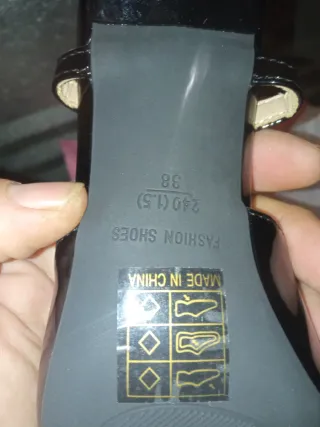 MADE IN CHINA
FASHION SHOES
38
240 (1.5)